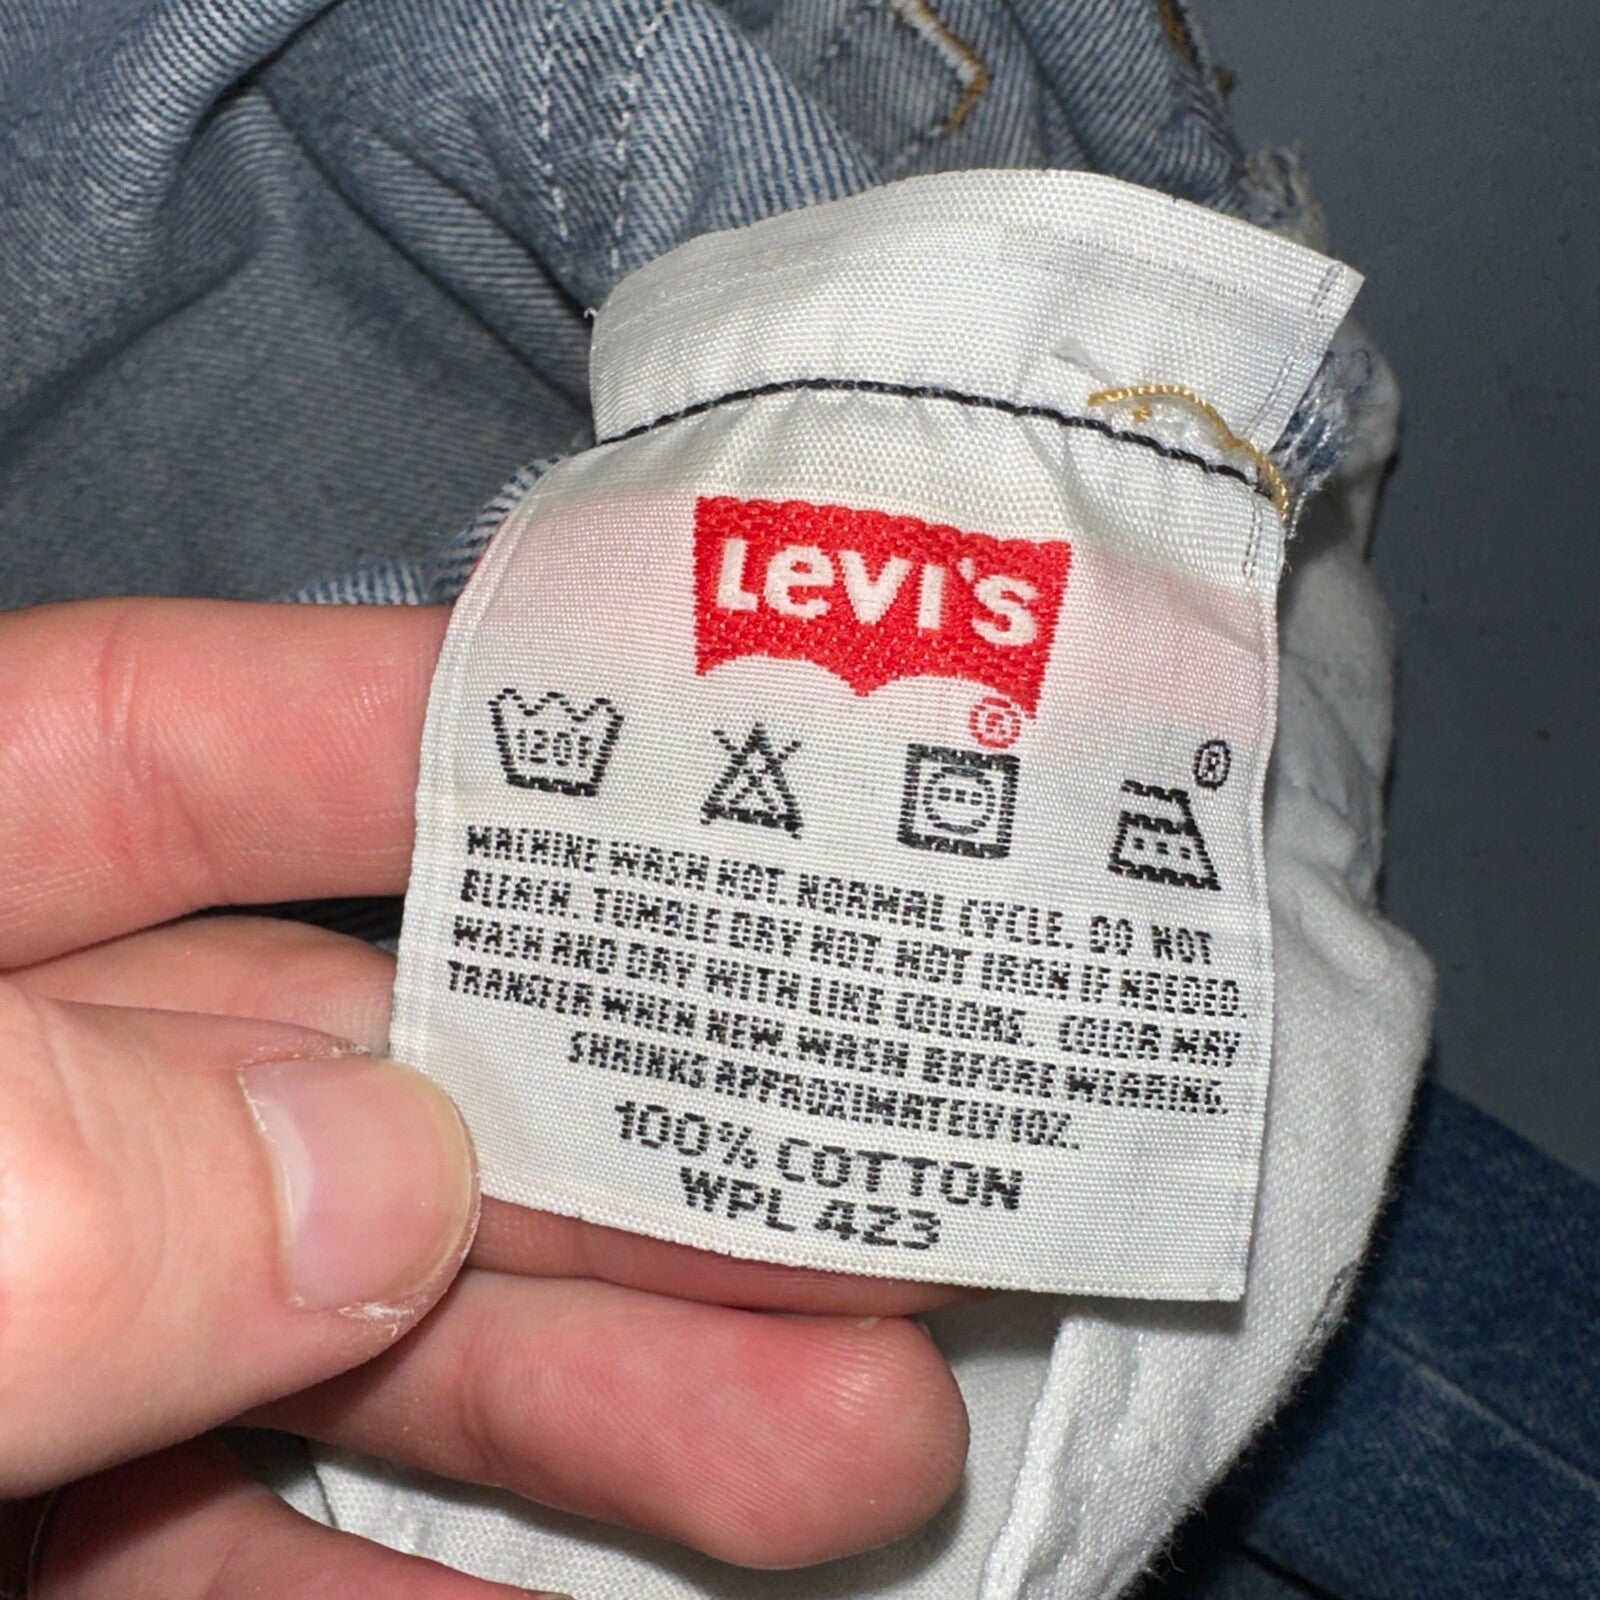 Levi's
®
120F
®
MACHINE WASH HOT. NORMAL CYCLE. DO NOT
BLEACH. TUMBLE DRY HOT. HOT IRON IF NEEDED.
WASH AND DRY WITH LIKE COLORS. COLOR MAY
TRANSFER WHEN NEW. WASH BEFORE WEARING.
SHRINKS APPROXIMATELY 10%.
100% COTTON
WPL 423